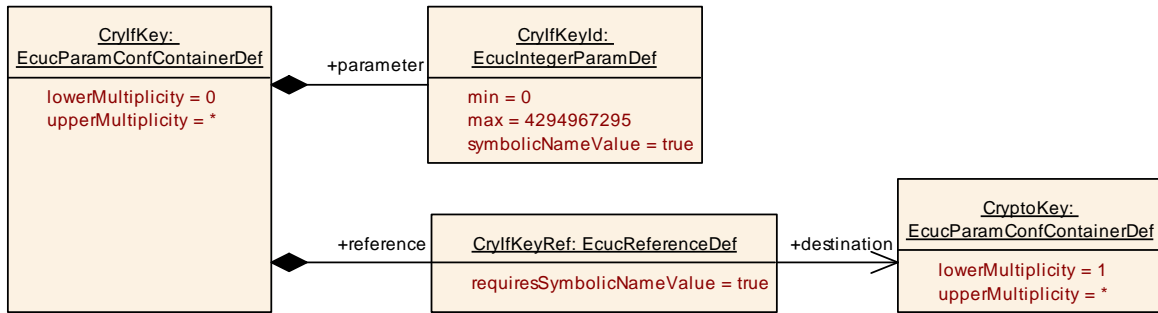 CryIfKey:
EcucParamConfContainerDef
lowerMultiplicity = 0
upperMultiplicity = *
+parameter
CryIfKeyId:
EcucIntegerParamDef
min = 0
max = 4294967295
symbolicNameValue = true
+reference
CryIfKeyRef: EcucReferenceDef
requiresSymbolicNameValue = true
+destination
CryptoKey:
EcucParamConfContainerDef
lowerMultiplicity = 1
upperMultiplicity = *